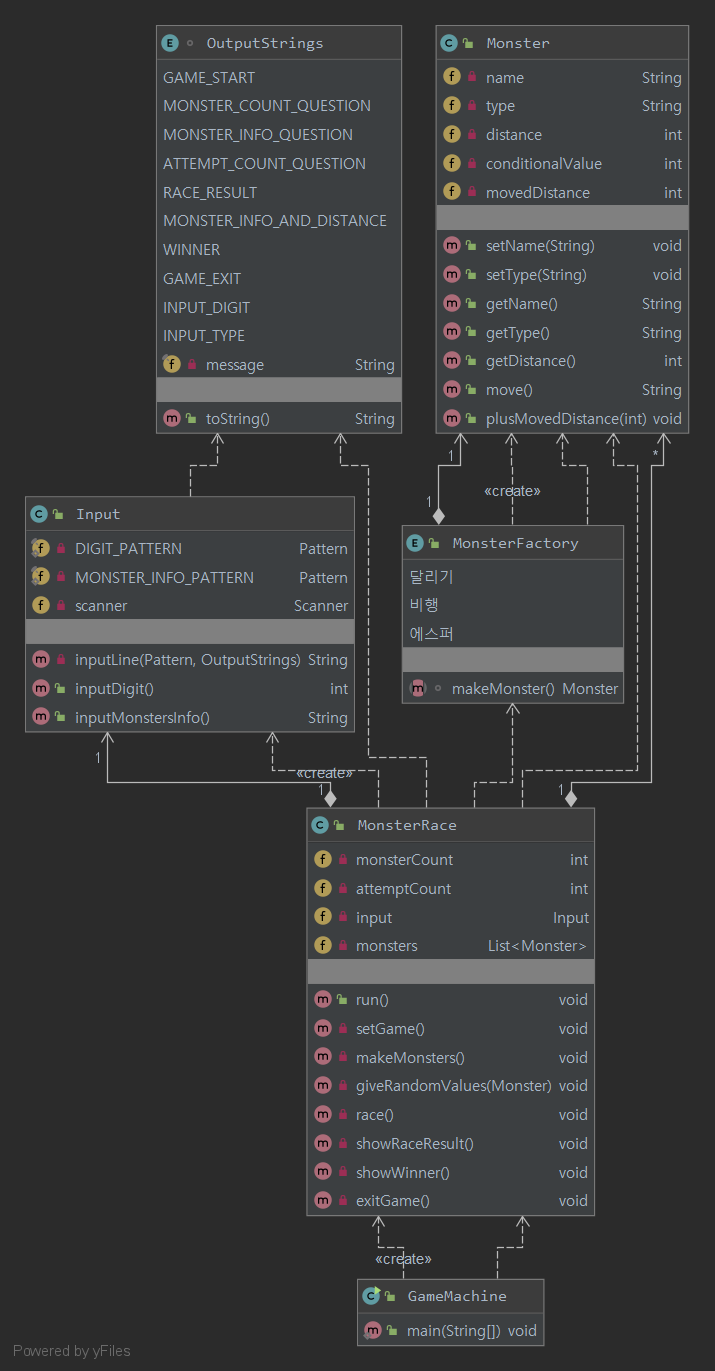 OutputStrings
GAME_START
MONSTER_COUNT_QUESTION
MONSTER_INFO_QUESTION
ATTEMPT_COUNT_QUESTION
RACE_RESULT
MONSTER_INFO_AND_DISTANCE
WINNER
GAME_EXIT
INPUT_DIGIT
INPUT_TYPE
message String
toString() String
Monster
name String
type String
distance int
conditionalValue int
movedDistance int
setName(String) void
setType(String) void
getName() String
getType() String
getDistance() int
move() String
plusMovedDistance(int) void
1
*
«create»
1
Input
DIGIT_PATTERN Pattern
MONSTER_INFO_PATTERN Pattern
scanner Scanner
inputLine(Pattern, OutputStrings) String
inputDigit() int
inputMonstersInfo() String
MonsterFactory
달리기
비행
에스퍼
makeMonster() Monster
1
«create»
1
1
MonsterRace
monsterCount int
attemptCount int
input Input
monsters List<Monster>
run() void
setGame() void
makeMonsters() void
giveRandomValues(Monster) void
race() void
showRaceResult() void
showWinner() void
exitGame() void
«create»
GameMachine
main(String[]) void
Powered by yFiles